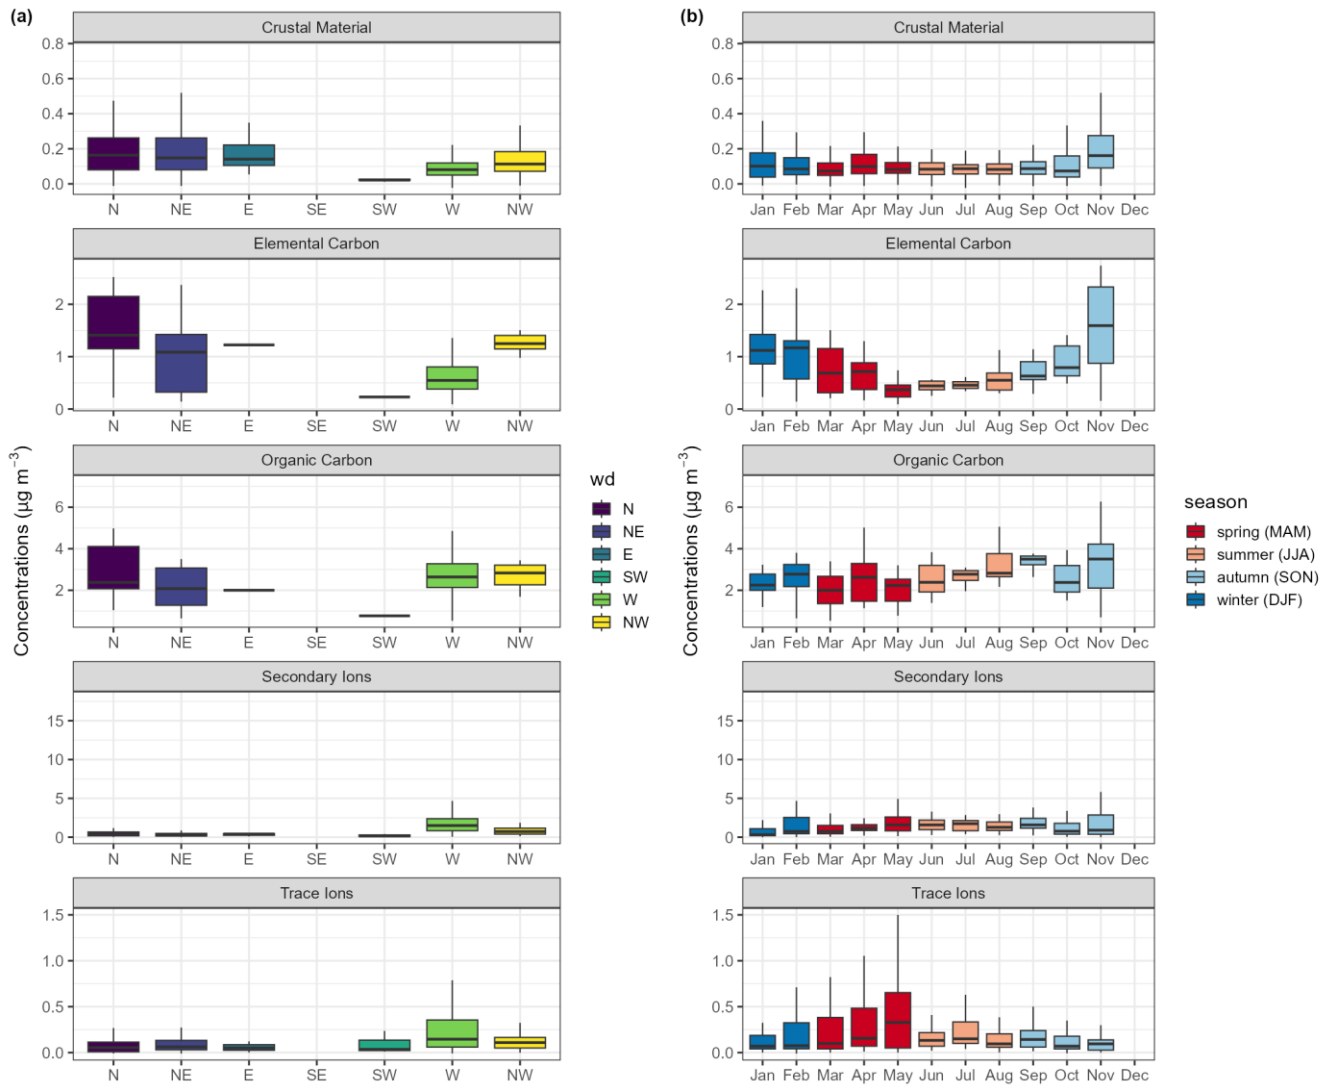 (a)
Crustal Material
0.8
0.6
0.4
0.2
0.0
N NE E SE SW W NW
Elemental Carbon
2
1
0
N NE E SE SW W NW
Organic Carbon
6
4
2
N NE E SE SW W NW
Secondary Ions
15
10
5
0
N NE E SE SW W NW
Trace Ions
1.5
1.0
0.5
0.0
N NE E SE SW W NW
Concentrations (µg m⁻³)
wd
N
NE
E
SW
W
NW
(b)
Crustal Material
0.8
0.6
0.4
0.2
0.0
Jan Feb Mar Apr May Jun Jul Aug Sep Oct Nov Dec
Elemental Carbon
2
1
0
Jan Feb Mar Apr May Jun Jul Aug Sep Oct Nov Dec
Organic Carbon
6
4
2
Jan Feb Mar Apr May Jun Jul Aug Sep Oct Nov Dec
Secondary Ions
15
10
5
0
Jan Feb Mar Apr May Jun Jul Aug Sep Oct Nov Dec
Trace Ions
1.5
1.0
0.5
0.0
Jan Feb Mar Apr May Jun Jul Aug Sep Oct Nov Dec
Concentrations (µg m⁻³)
season
spring (MAM)
summer (JJA)
autumn (SON)
winter (DJF)